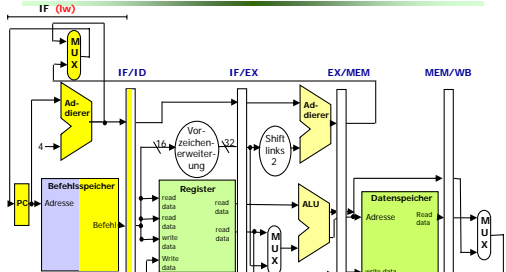 IF (lw)
M
U
X
IF/ID
IF/EX
EX/MEM
MEM/WB
Ad-
dierer
4
16
Vor-
zeichen-
erweiter-
ung
32
Shift
links
2
Ad-
dierer
PC
Befehlsspeicher
Adresse
Befehl
Register
read
data
read
data
write
data
Write
data
read
data
read
data
M
U
X
ALU
Datenspeicher
Adresse
Read
data
write data
M
U
X